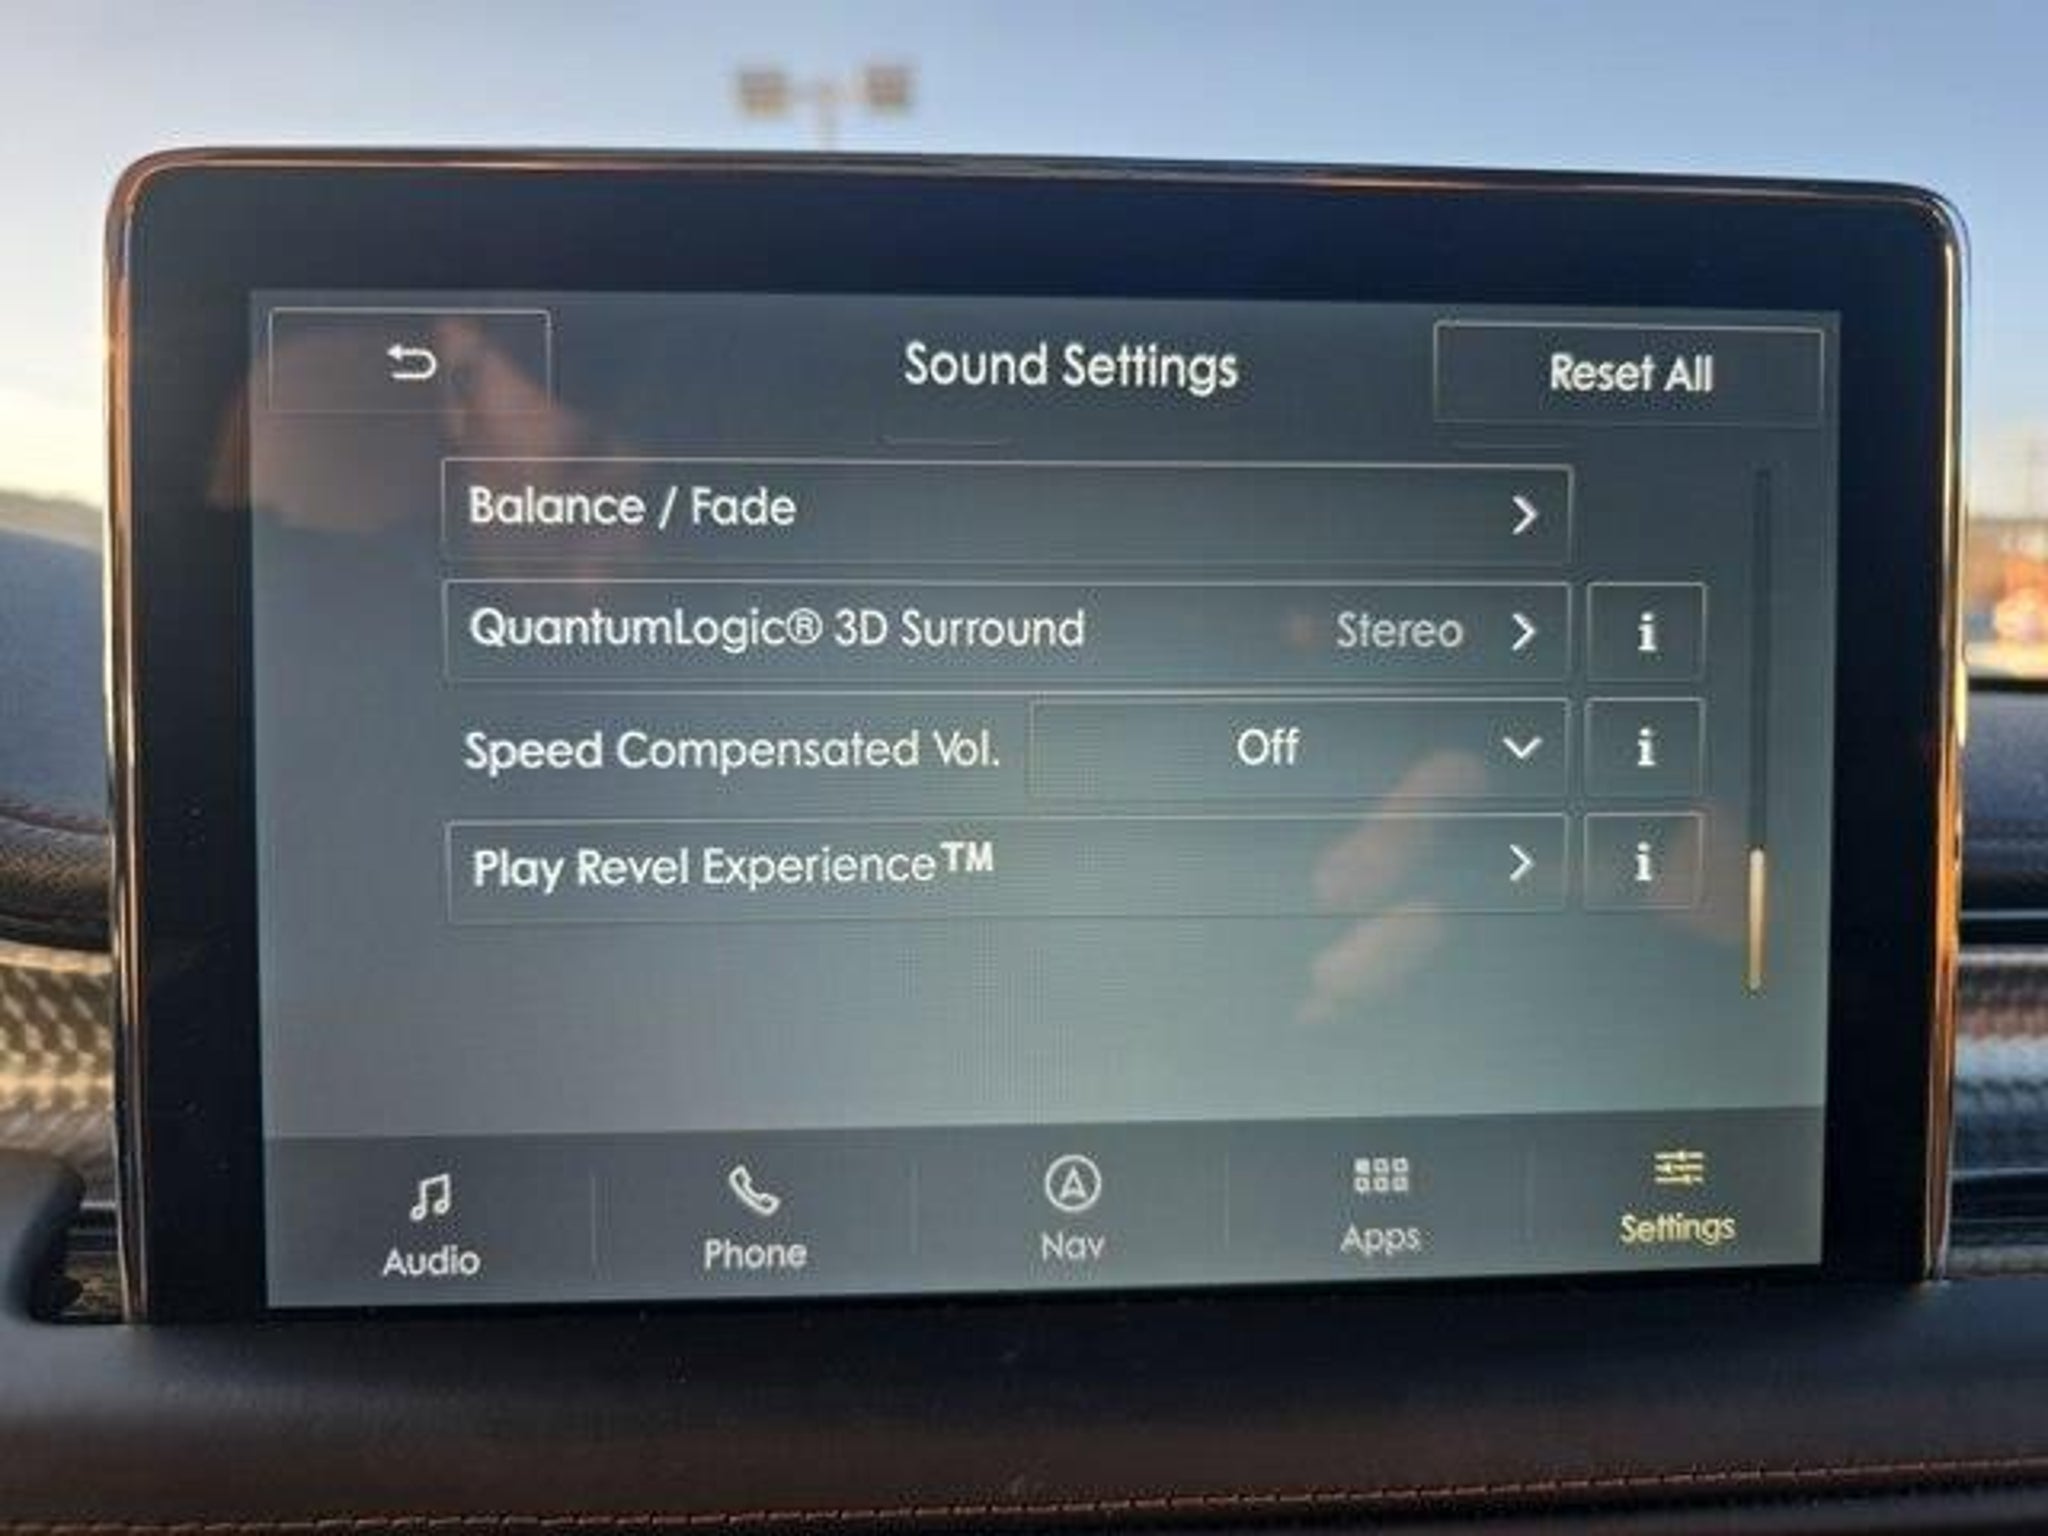 Sound Settings
Reset All
Balance / Fade
QuantumLogic® 3D Surround Stereo i
Speed Compensated Vol. Off i
Play Revel Experience™ i
Audio Phone Nav Apps Settings